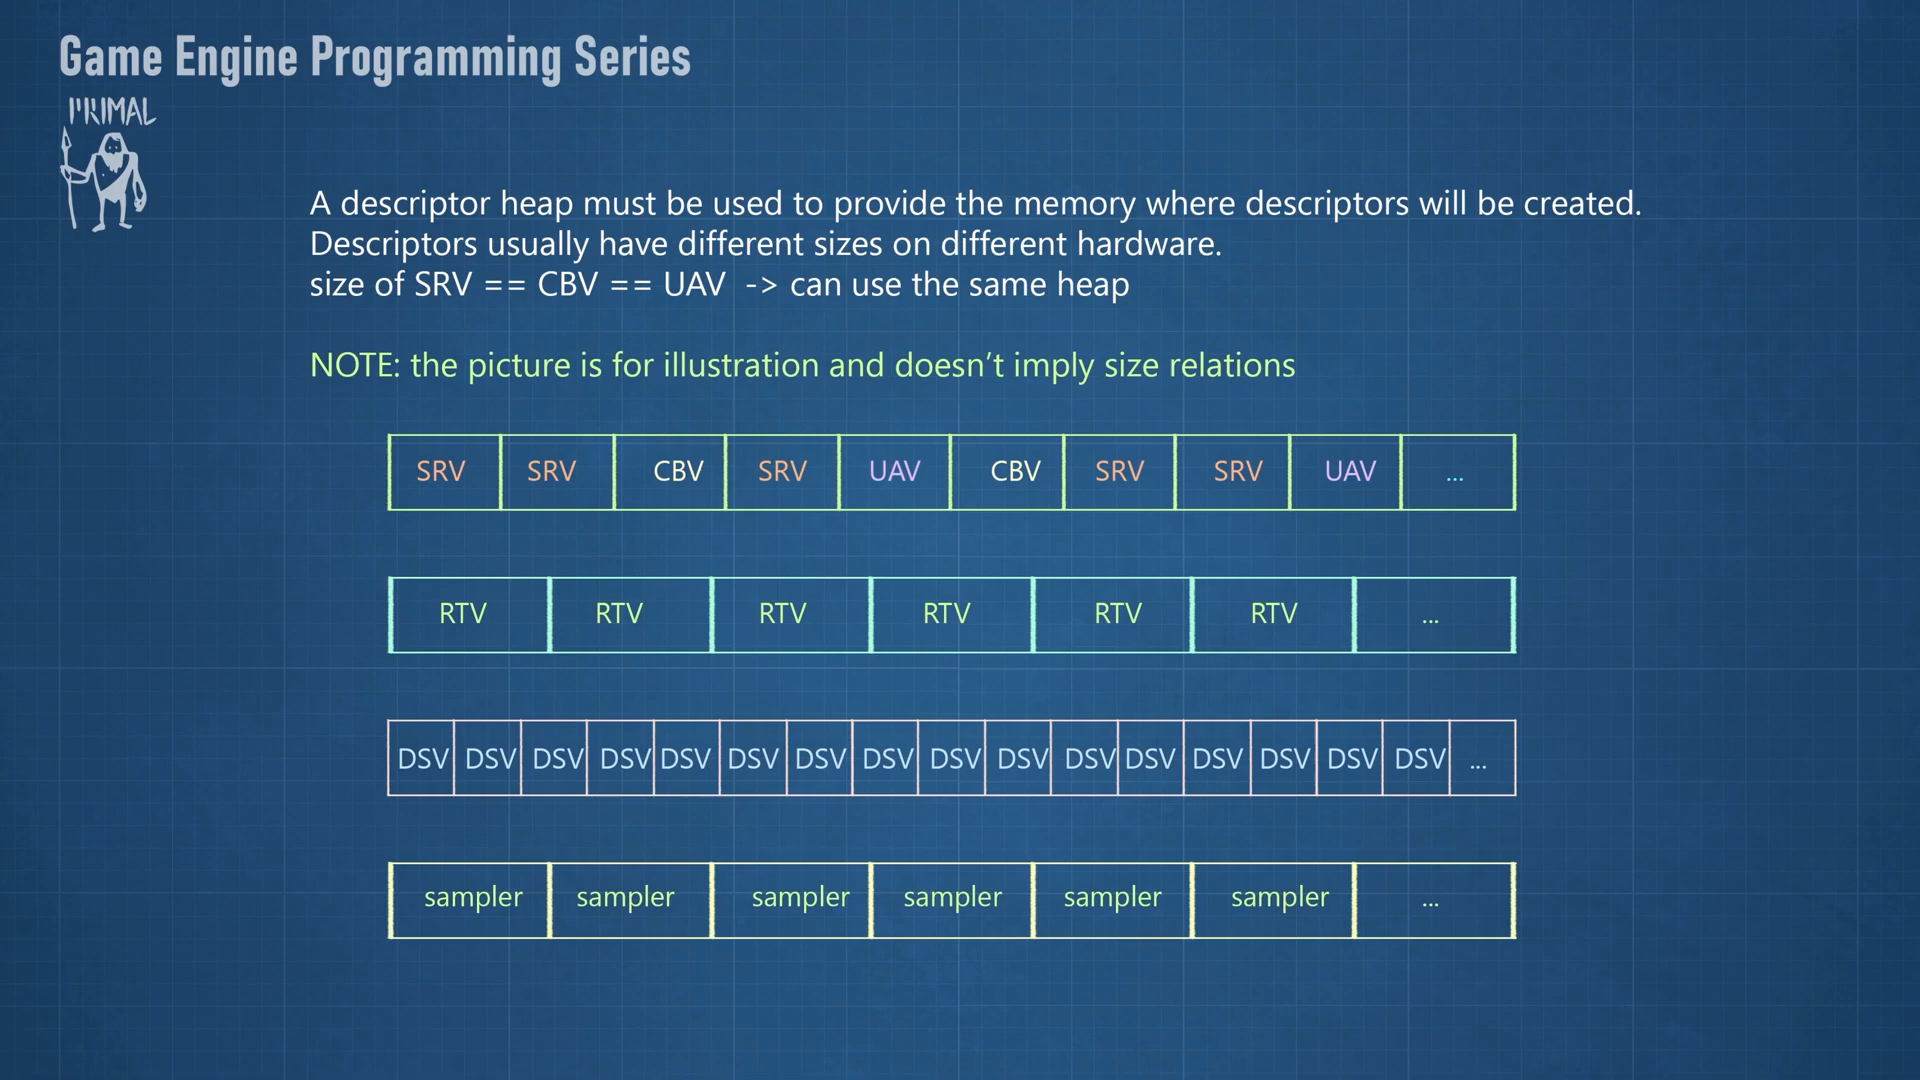 Game Engine Programming Series
PRIMAL
A descriptor heap must be used to provide the memory where descriptors will be created.
Descriptors usually have different sizes on different hardware.
size of SRV == CBV == UAV -> can use the same heap
NOTE: the picture is for illustration and doesn’t imply size relations
SRV SRV CBV SRV UAV CBV SRV SRV UAV ...
RTV RTV RTV RTV RTV RTV ...
DSV DSV DSV DSV DSV DSV DSV DSV DSV DSV DSV DSV DSV DSV DSV DSV ...
sampler sampler sampler sampler sampler sampler ...